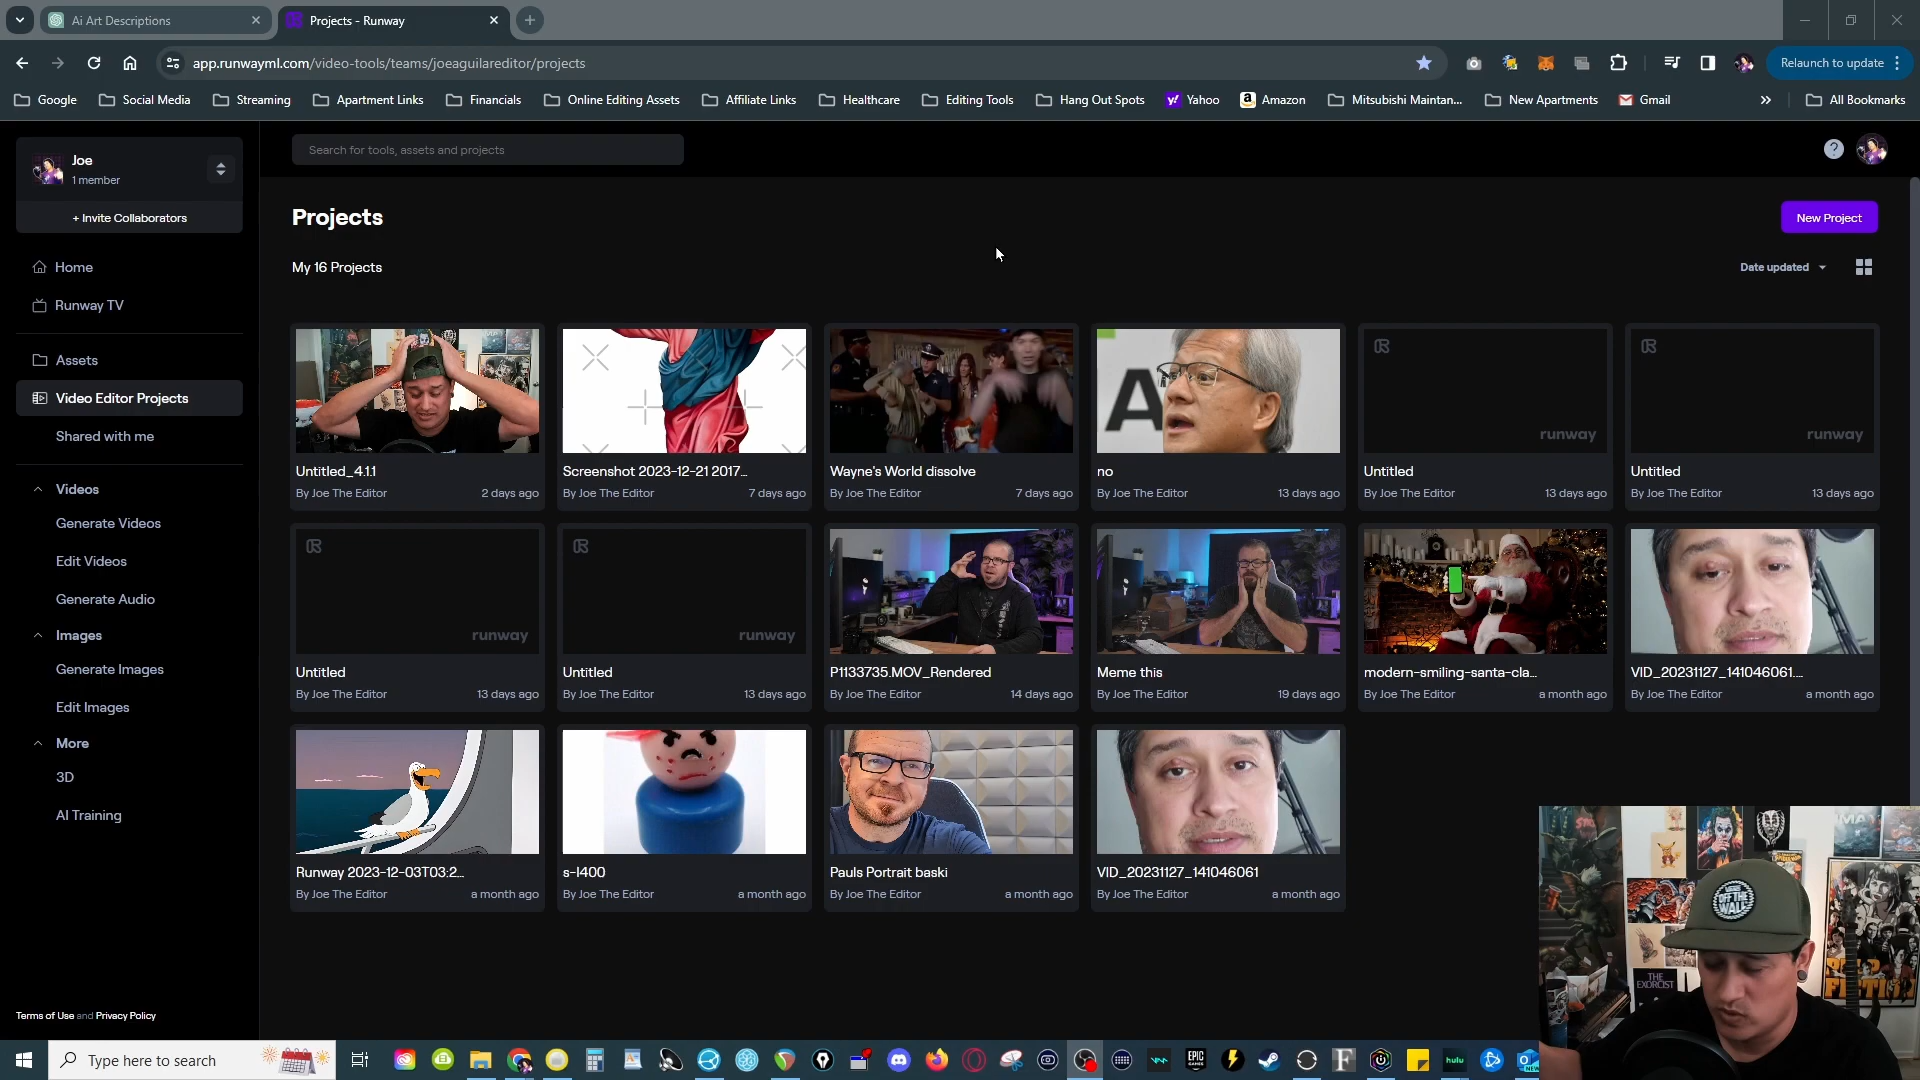 Ai Art Descriptions
Projects - Runway
app.runwayml.com/video-tools/teams/joeaguilareditor/projects
Relaunch to update
Google
Social Media
Streaming
Apartment Links
Financials
Online Editing Assets
Affiliate Links
Healthcare
Editing Tools
Hang Out Spots
Yahoo
Amazon
Mitsubishi Maintan...
New Apartments
Gmail
All Bookmarks
Joe
1 member
+ Invite Collaborators
Home
Runway TV
Assets
Video Editor Projects
Shared with me
Videos
Generate Videos
Edit Videos
Generate Audio
Images
Generate Images
Edit Images
More
3D
AI Training
Terms of Use and Privacy Policy
Search for tools, assets and projects
Projects
New Project
My 16 Projects
Date updated
runway
runway
Untitled_4.1.1
By Joe The Editor 2 days ago
Screenshot 2023-12-21 2017...
By Joe The Editor 7 days ago
Wayne's World dissolve
By Joe The Editor 7 days ago
no
By Joe The Editor 13 days ago
Untitled
By Joe The Editor 13 days ago
Untitled
By Joe The Editor 13 days ago
runway
runway
Untitled
By Joe The Editor 13 days ago
Untitled
By Joe The Editor 13 days ago
P1133735.MOV_Rendered
By Joe The Editor 14 days ago
Meme this
By Joe The Editor 19 days ago
modern-smiling-santa-cla...
By Joe The Editor a month ago
VID_20231127_141046061....
By Joe The Editor a month ago
Runway 2023-12-03T03:2...
By Joe The Editor a month ago
s-l400
By Joe The Editor a month ago
Pauls Portrait baski
By Joe The Editor a month ago
VID_20231127_141046061
By Joe The Editor a month ago
VANS
"OFF THE
WALL"
THE
EXORCIST
PULP
FICTION
Type here to search
EPIC
GAMES
hulu
NEW